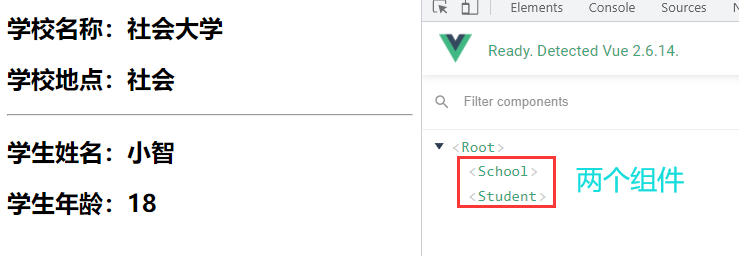 学校名称：社会大学
学校地点：社会
学生姓名：小智
学生年龄：18
Elements Console Sources
Ready. Detected Vue 2.6.14.
Filter components
<Root>
<School>
<Student>
两个组件